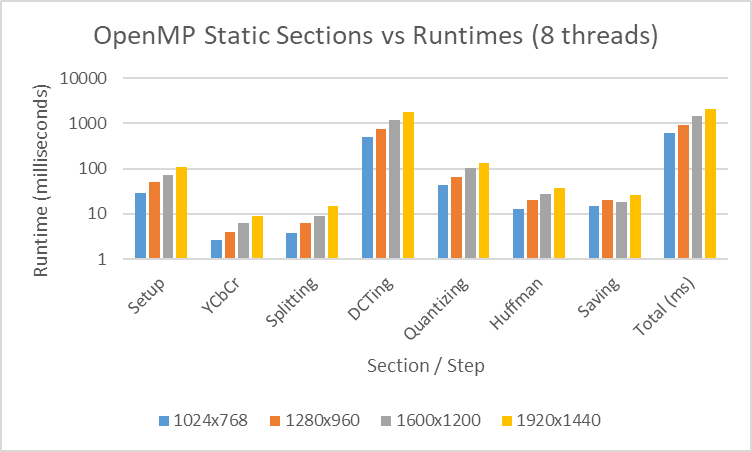 OpenMP Static Sections vs Runtimes (8 threads)
Runtime (milliseconds)
10000
1000
100
10
1
Setup
YCbCr
Splitting
DCTing
Quantizing
Huffman
Saving
Total (ms)
Section / Step
1024x768
1280x960
1600x1200
1920x1440